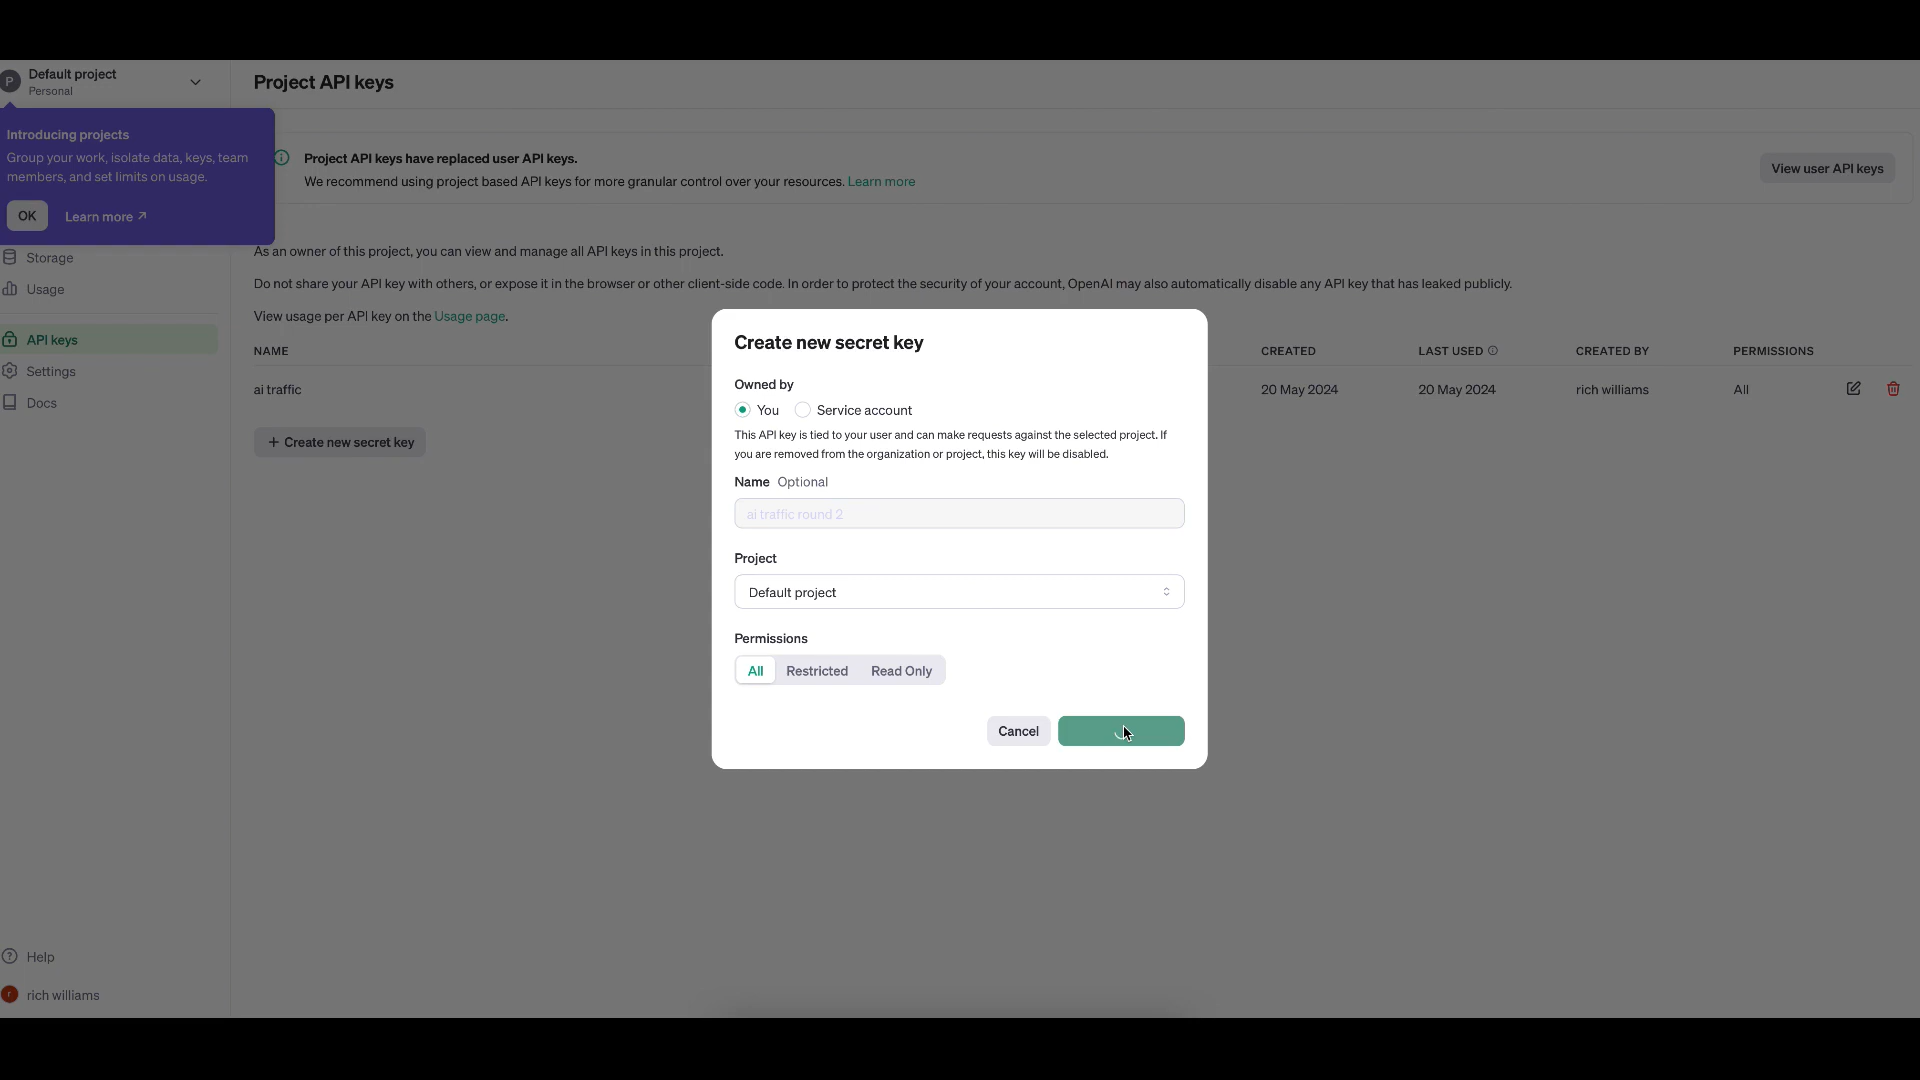 P
Default project
Personal
Project API keys
Introducing projects
Group your work, isolate data, keys, team
members, and set limits on usage.
OK
Learn more ↗
Project API keys have replaced user API keys.
We recommend using project based API keys for more granular control over your resources. Learn more
View user API keys
Storage
Usage
API keys
Settings
Docs
As an owner of this project, you can view and manage all API keys in this project.
Do not share your API key with others, or expose it in the browser or other client-side code. In order to protect the security of your account, OpenAI may also automatically disable any API key that has leaked publicly.
View usage per API key on the Usage page.
NAME CREATED LAST USED CREATED BY PERMISSIONS
ai traffic 20 May 2024 20 May 2024 rich williams All
+ Create new secret key
Create new secret key
Owned by
You Service account
This API key is tied to your user and can make requests against the selected project. If
you are removed from the organization or project, this key will be disabled.
Name Optional
ai traffic round 2
Project
Default project
Permissions
All Restricted Read Only
Cancel
Help
r
rich williams